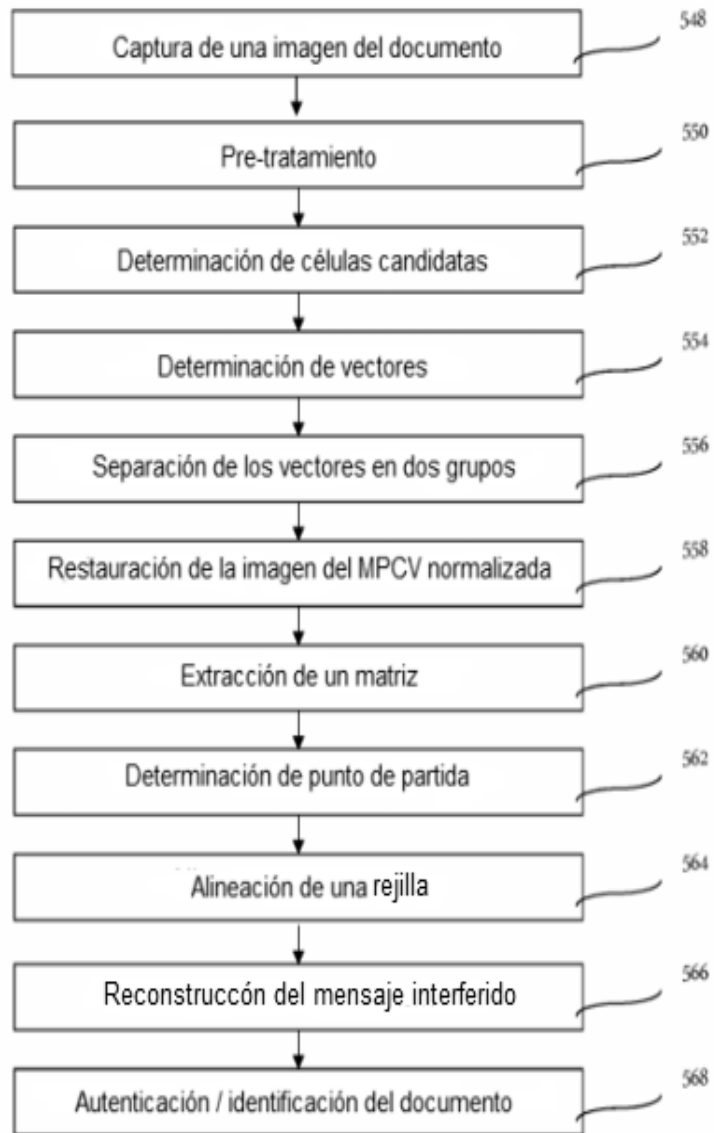 Captura de una imagen del documento 548
Pre-tratamiento 550
Determinación de células candidatas 552
Determinación de vectores 554
Separación de los vectores en dos grupos 556
Restauración de la imagen del MPCV normalizada 558
Extracción de un matriz 560
Determinación de punto de partida 562
Alineación de una rejilla 564
Reconstruccón del mensaje interferido 566
Autenticación / identificación del documento 568